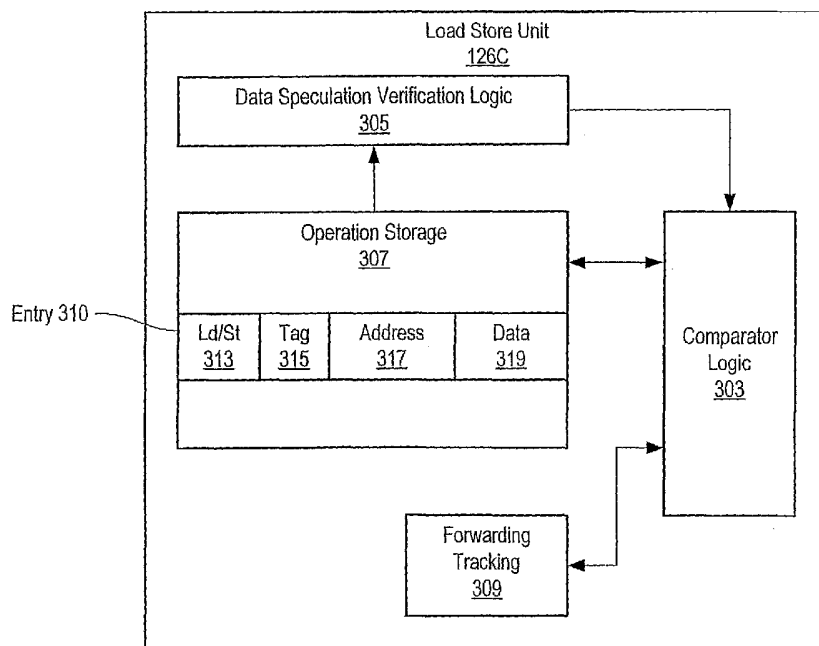 Load Store Unit
126C
Data Speculation Verification Logic
305
Operation Storage
307
Entry 310
Ld/St
313
Tag
315
Address
317
Data
319
Comparator
Logic
303
Forwarding
Tracking
309